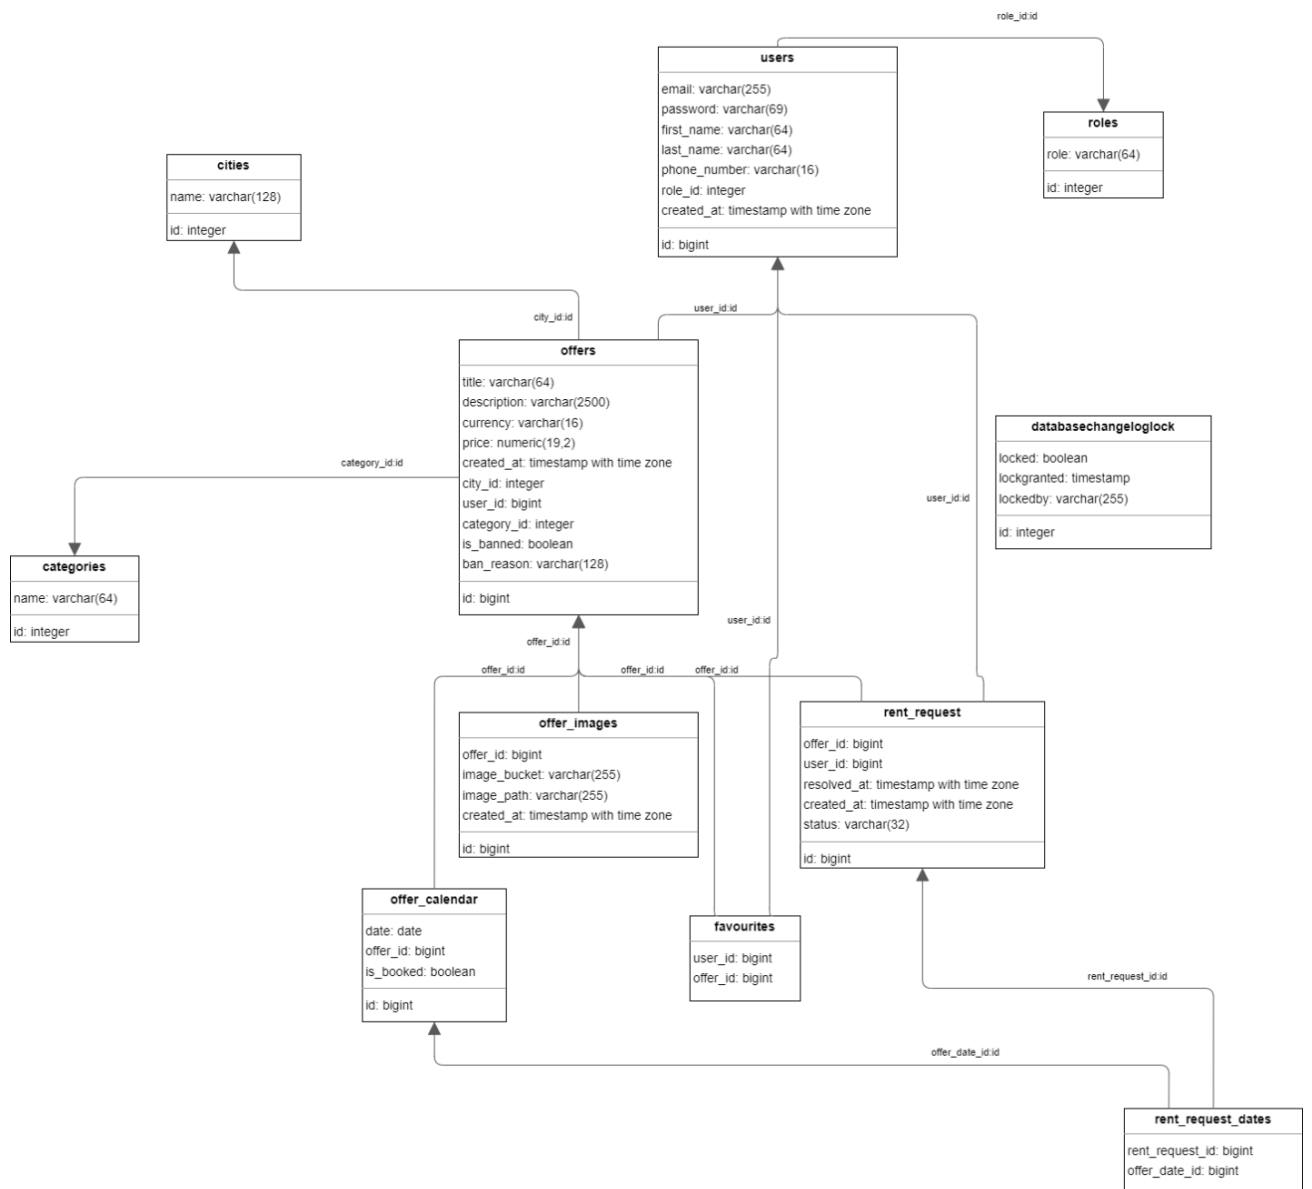 role_id:id
users
email: varchar(255)
password: varchar(69)
first_name: varchar(64)
last_name: varchar(64)
phone_number: varchar(16)
role_id: integer
created_at: timestamp with time zone
id: bigint
roles
role: varchar(64)
id: integer
cities
name: varchar(128)
id: integer
city_id:id
user_id:id
offers
title: varchar(64)
description: varchar(2500)
currency: varchar(16)
price: numeric(19,2)
created_at: timestamp with time zone
city_id: integer
user_id: bigint
category_id: integer
is_banned: boolean
ban_reason: varchar(128)
id: bigint
category_id:id
categories
name: varchar(64)
id: integer
user_id:id
databasechangeloglock
locked: boolean
lockgranted: timestamp
lockedby: varchar(255)
id: integer
user_id:id
offer_id:id
offer_id:id
offer_id:id
offer_id:id
offer_images
offer_id: bigint
image_bucket: varchar(255)
image_path: varchar(255)
created_at: timestamp with time zone
id: bigint
rent_request
offer_id: bigint
user_id: bigint
resolved_at: timestamp with time zone
created_at: timestamp with time zone
status: varchar(32)
id: bigint
offer_calendar
date: date
offer_id: bigint
is_booked: boolean
id: bigint
favourites
user_id: bigint
offer_id: bigint
rent_request_id:id
offer_date_id:id
rent_request_dates
rent_request_id: bigint
offer_date_id: bigint